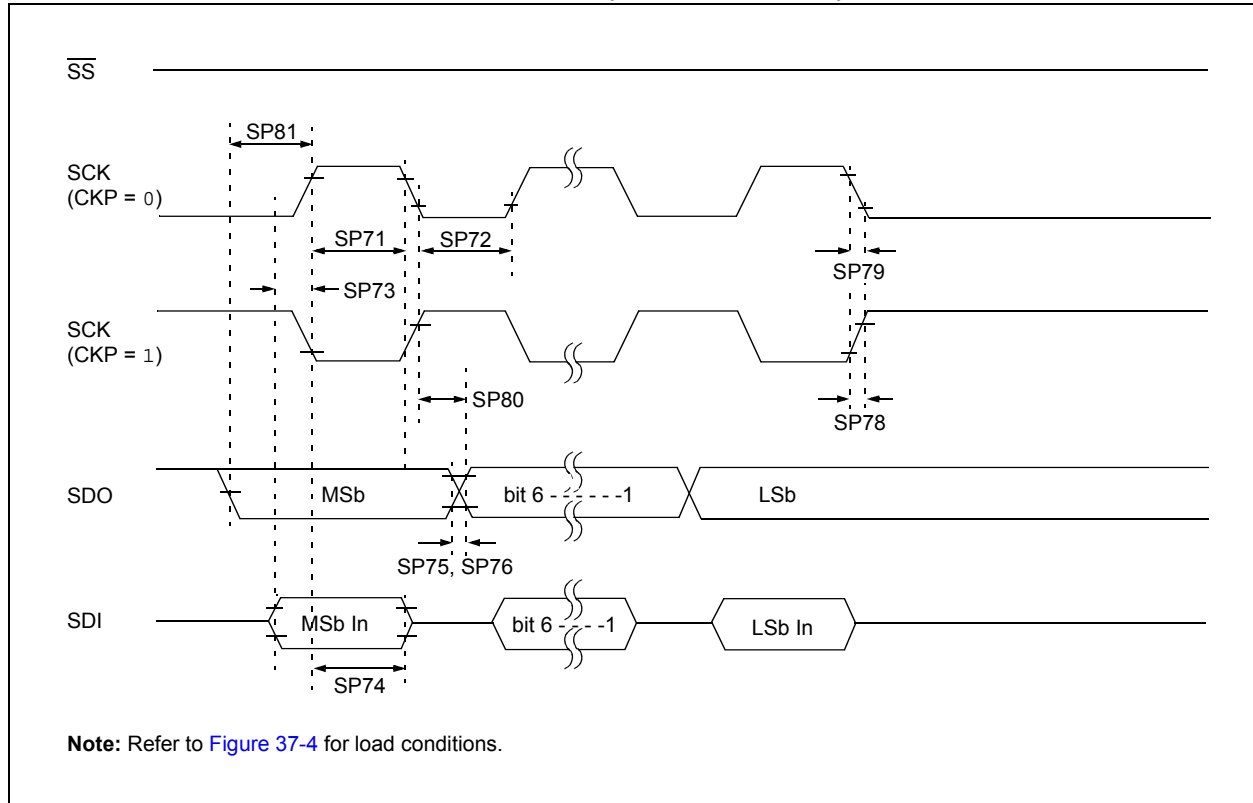 SS
SP81
SCK
(CKP = 0)
SP71
SP72
SP79
SP73
SCK
(CKP = 1)
SP80
SP78
SDO
MSb
bit 6 - - - - - - -1
LSb
SP75, SP76
SDI
MSb In
bit 6 - - - - -1
LSb In
SP74
Note: Refer to Figure 37-4 for load conditions.